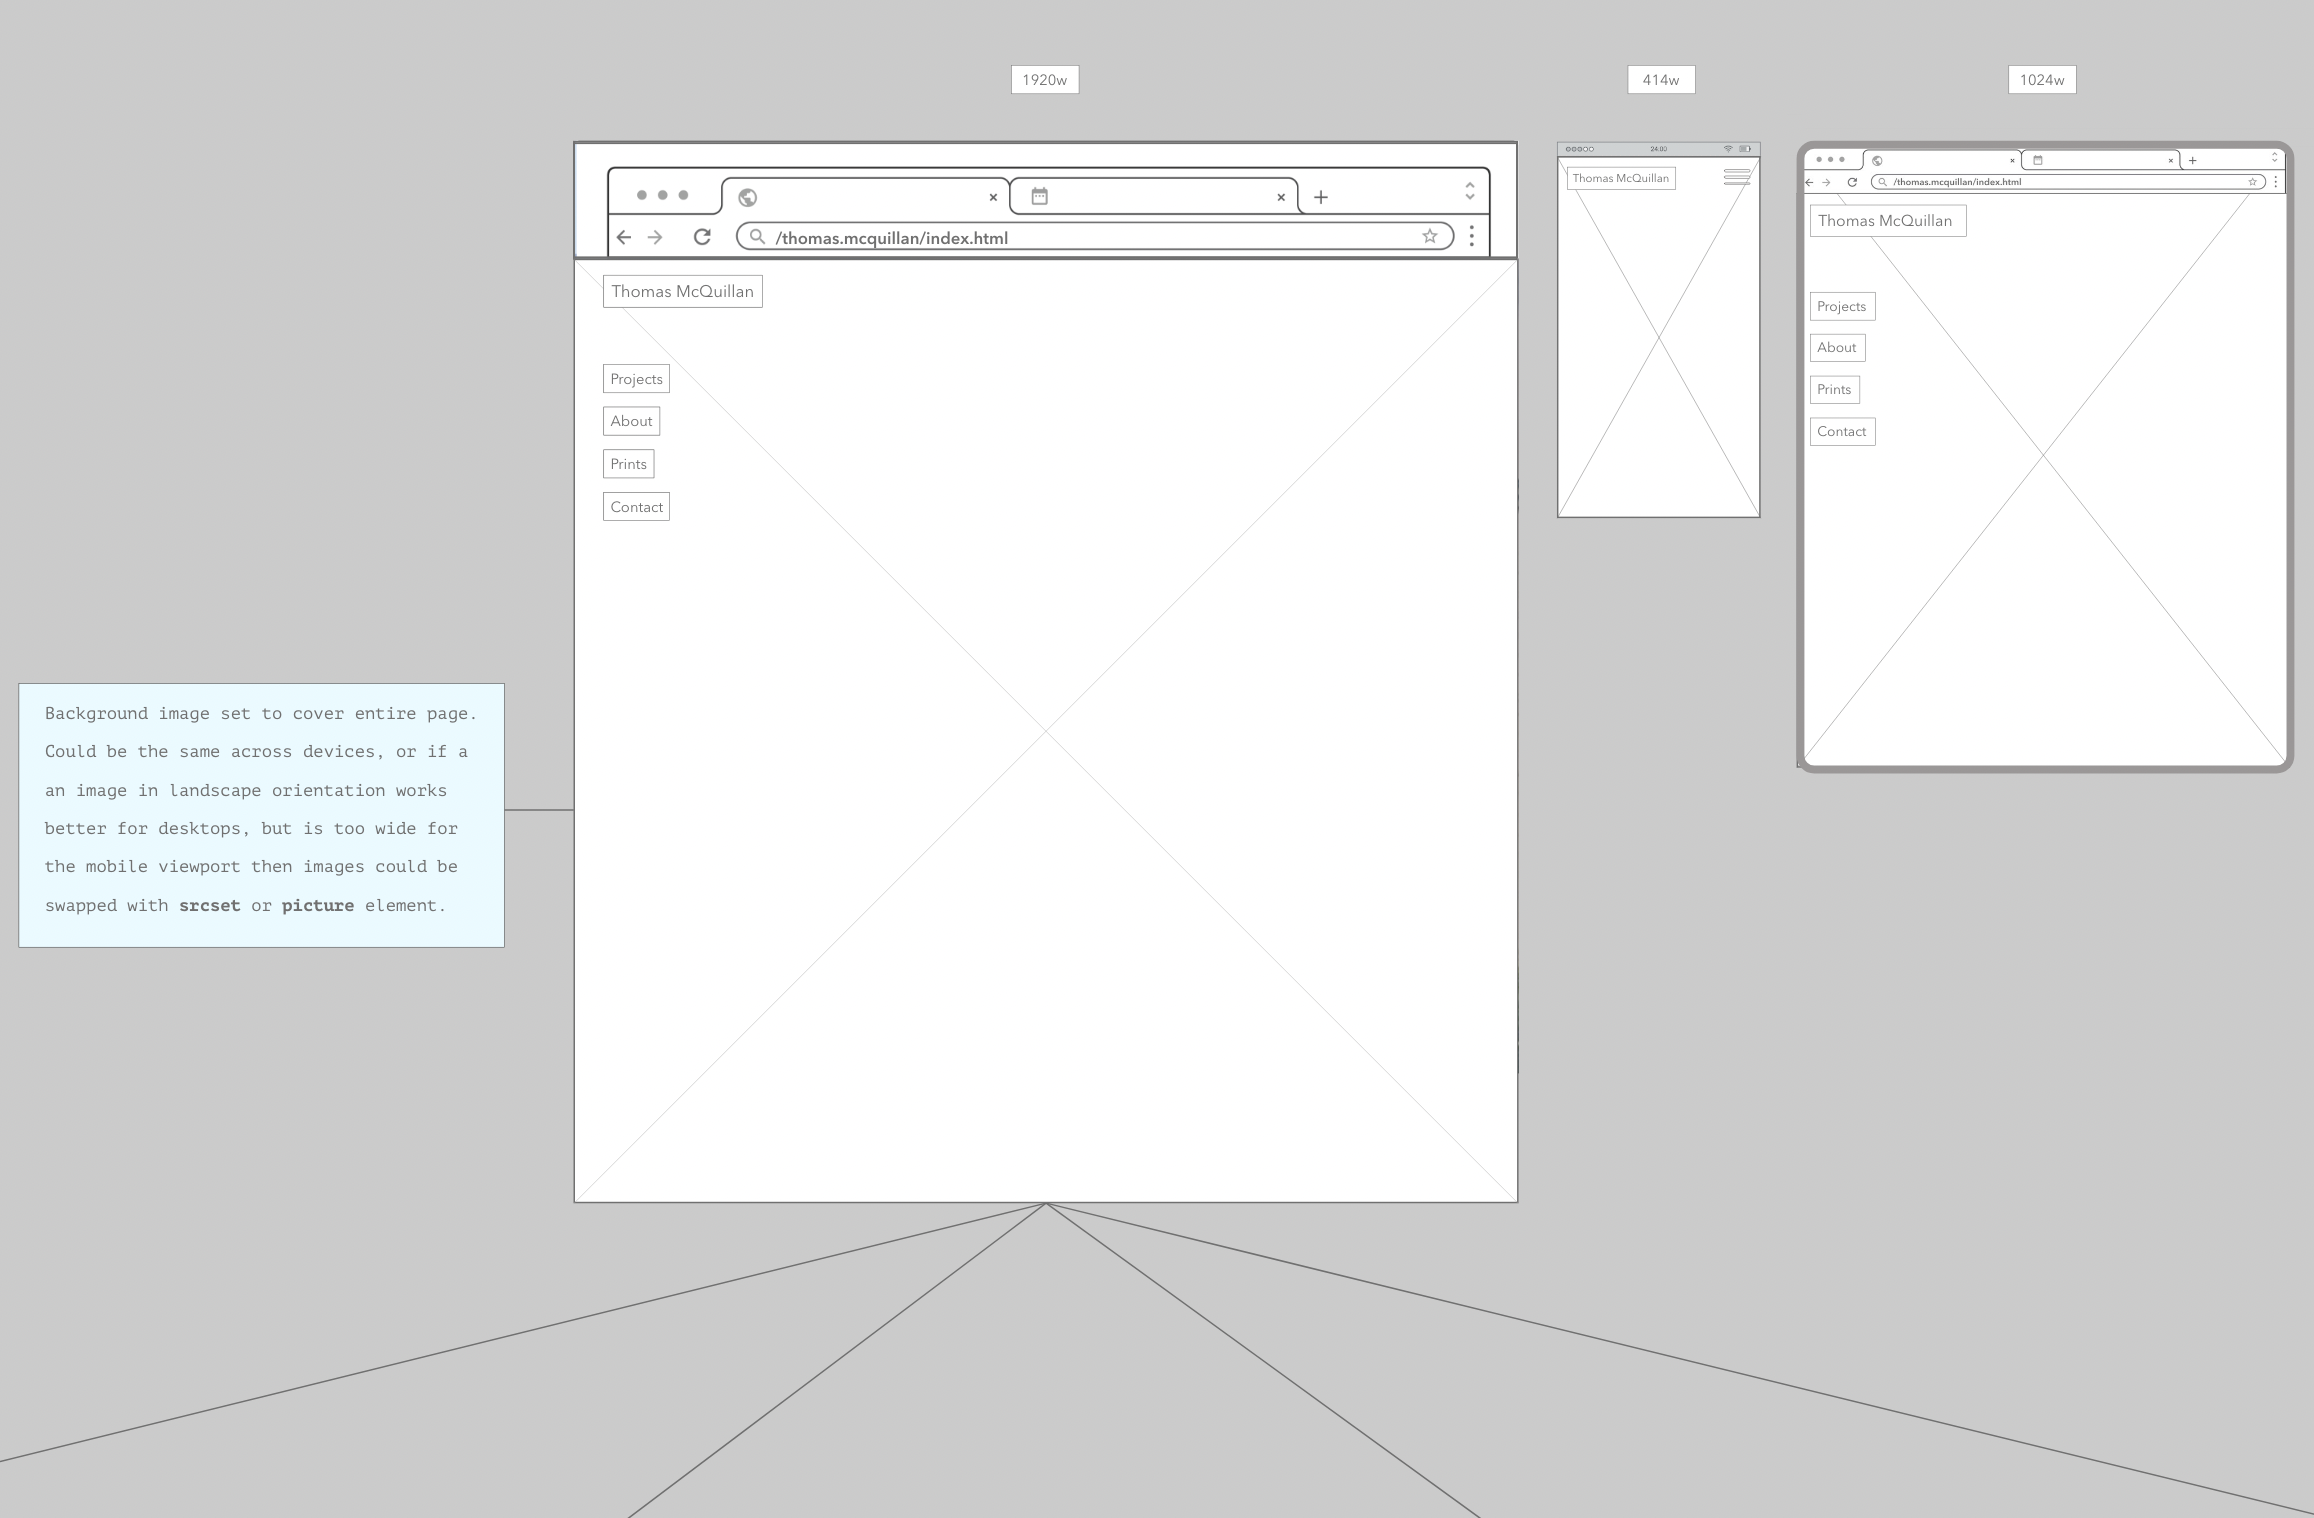 1920w
414w
1024w
/thomas.mcquillan/index.html
Thomas McQuillan
Projects
About
Prints
Contact
24:00
Thomas McQuillan
/thomas.mcquillan/index.html
Thomas McQuillan
Projects
About
Prints
Contact
Background image set to cover entire page.
Could be the same across devices, or if a
an image in landscape orientation works
better for desktops, but is too wide for
the mobile viewport then images could be
swapped with srcset or picture element.